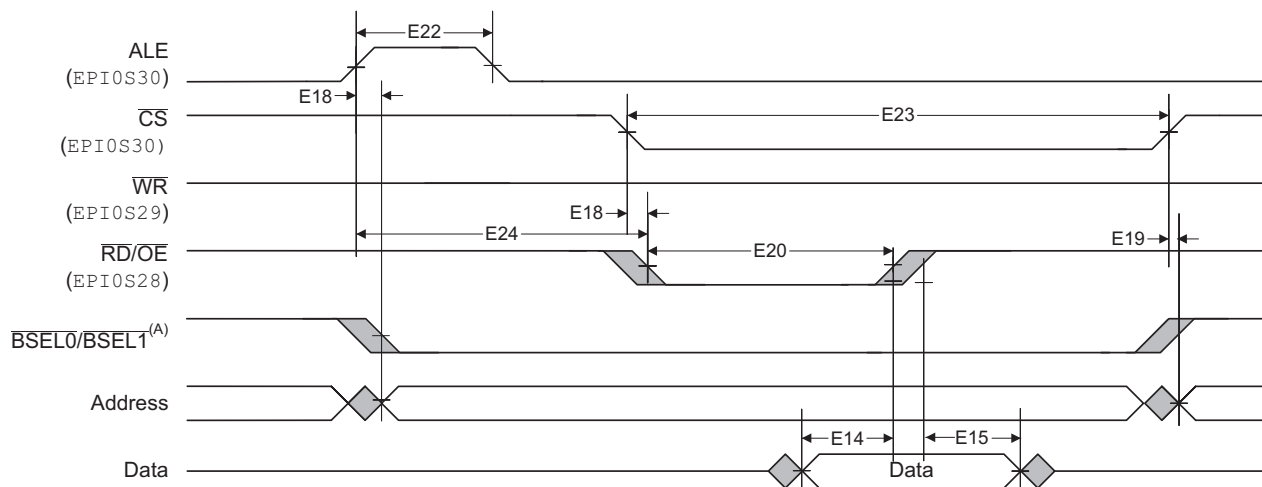 E22
ALE
(EPI0S30)
E18
CS
E23
(EPI0S30)
WR
(EPI0S29)
E18
E24
E20
E19
RD/OE
(EPI0S28)
BSEL0/BSEL1(A)
Address
E14
E15
Data
Data